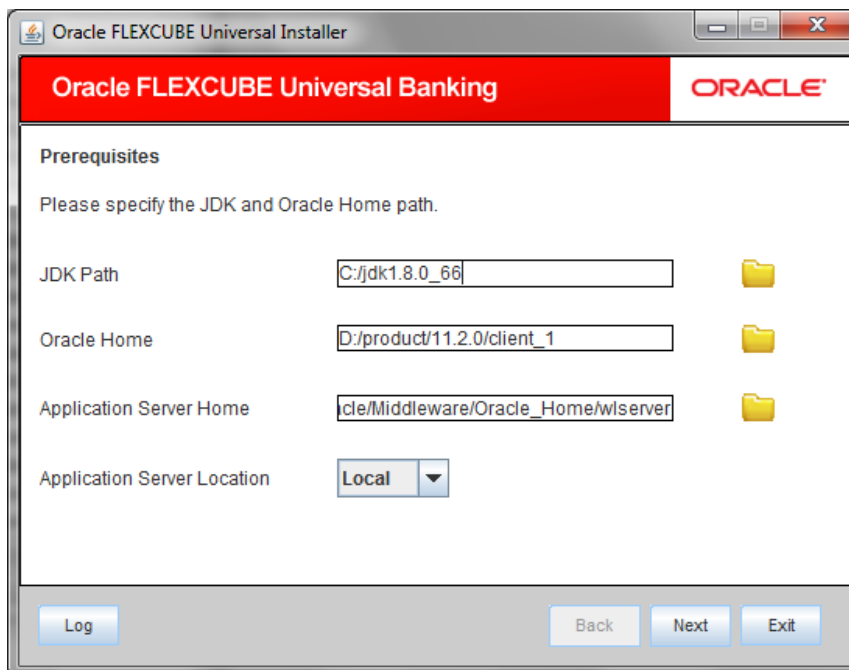 Oracle FLEXCUBE Universal Installer
Oracle FLEXCUBE Universal Banking
ORACLE®
Prerequisites
Please specify the JDK and Oracle Home path.
JDK Path C:/jdk1.8.0_66
Oracle Home D:/product/11.2.0/client_1
Application Server Home acle/Middleware/Oracle_Home/wlserver
Application Server Location Local
Log Back Next Exit